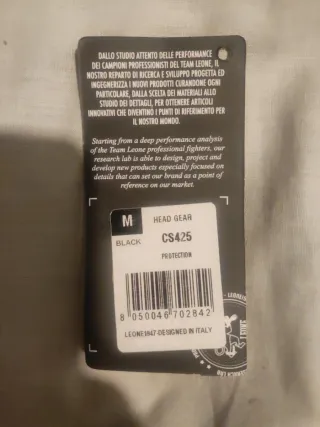 DALLO STUDIO ATTENTO DELLE PERFORMANCE
DEI CAMPIONI PROFESSIONISTI DEL TEAM LEONE, IL
NOSTRO REPARTO DI RICERCA E SVILUPPO PROGETTA ED
INGEGNERIZZA I NUOVI PRODOTTI CURANDONE OGNI
PARTICOLARE, DALLA SCELTA DEI MATERIALI ALLO
STUDIO DEI DETTAGLI, PER OTTENERE ARTICOLI
INNOVATIVI CHE DIVENTINO I PUNTI DI RIFERIMENTO PER
IL NOSTRO MONDO.
Starting from a deep performance analysis
of the Team Leone professional fighters, our
research lab is able to design, project and
develop new products especially focused on
details that can set our brand as a point of
reference on our market.
M HEAD GEAR
BLACK CS425
PROTECTION
8 050046 702842
LEONE1947-DESIGNED IN ITALY